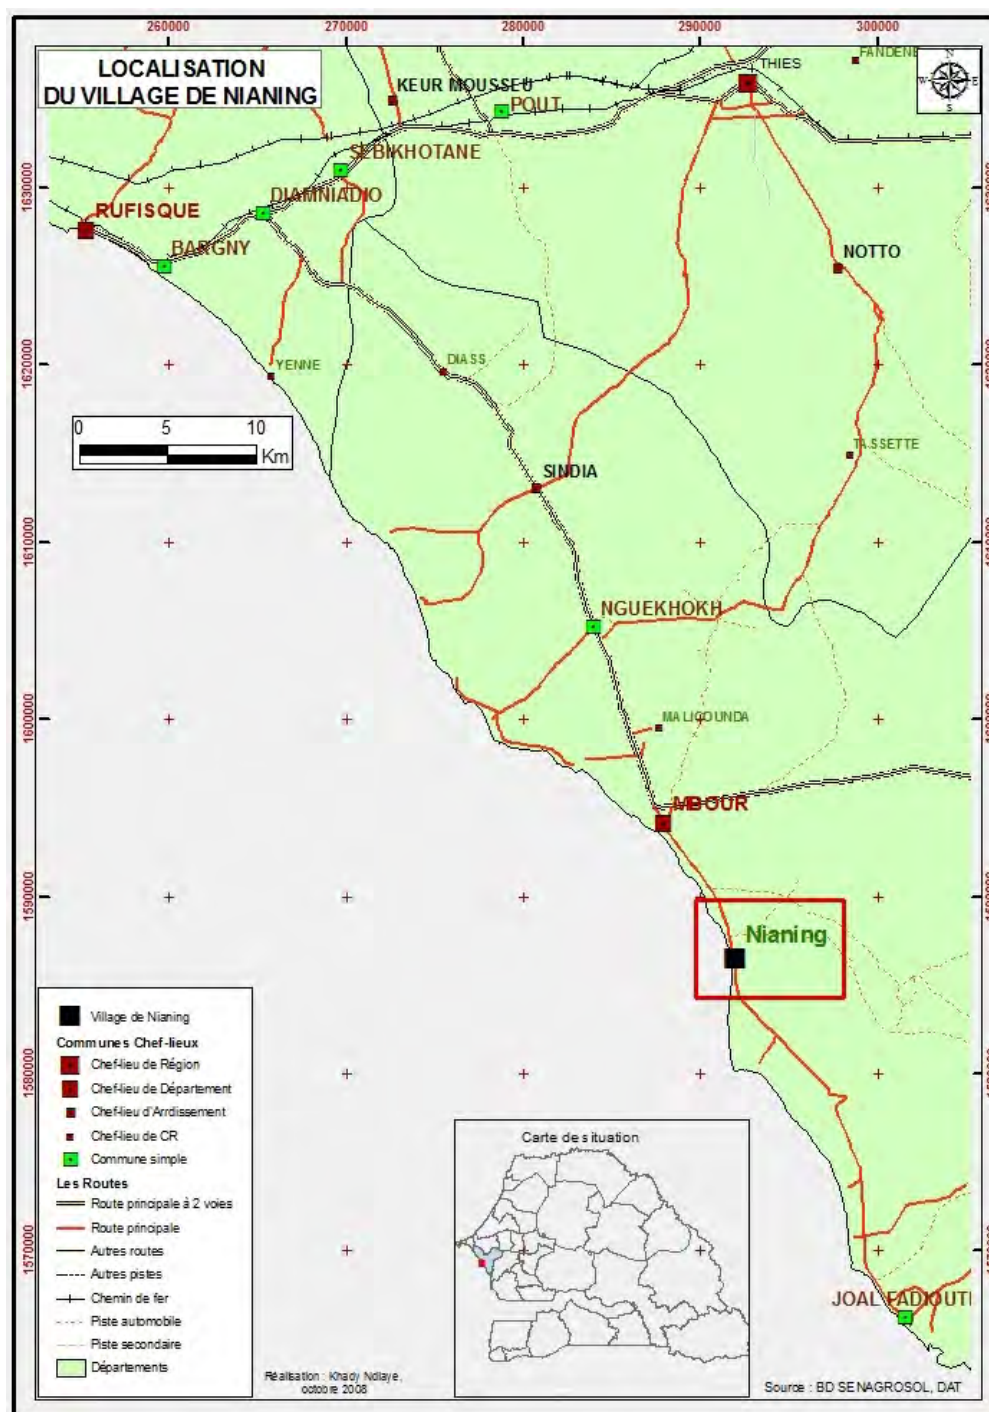 260000
270000
280000
290000
300000
LOCALISATION
DU VILLAGE DE NIANING
KEUR MOUSSEU
POUT
THIES
FANDENE
N
W
E
S
SEBIKHOTANE
DIAMNIADIO
RUFISQUE
BARGNY
NOTTO
1630000
1620000
YENNE
DIASS
1620000
0 5 10
Km
SINDIA
TASSETTE
1610000
1610000
NGUEKHOKH
1600000
MALICOUNDA
1600000
MBOUR
1590000
1590000
Nianing
1580000
1580000
1570000
JOAL FADIOUTH
Village de Nianing
Communes Chef-lieux
Chef-lieu de Région
Chef-lieu de Département
Chef-lieu d'Arrdissement
Chef-lieu de CR
Commune simple
Les Routes
Route principale à 2 voies
Route principale
Autres routes
Autres pistes
Chemin de fer
Piste automobile
Piste secondaire
Départements
Carte de situation
Réalisation : Khady Ndiaye,
octobre 2008
Source : BD SENAGROSOL, DAT